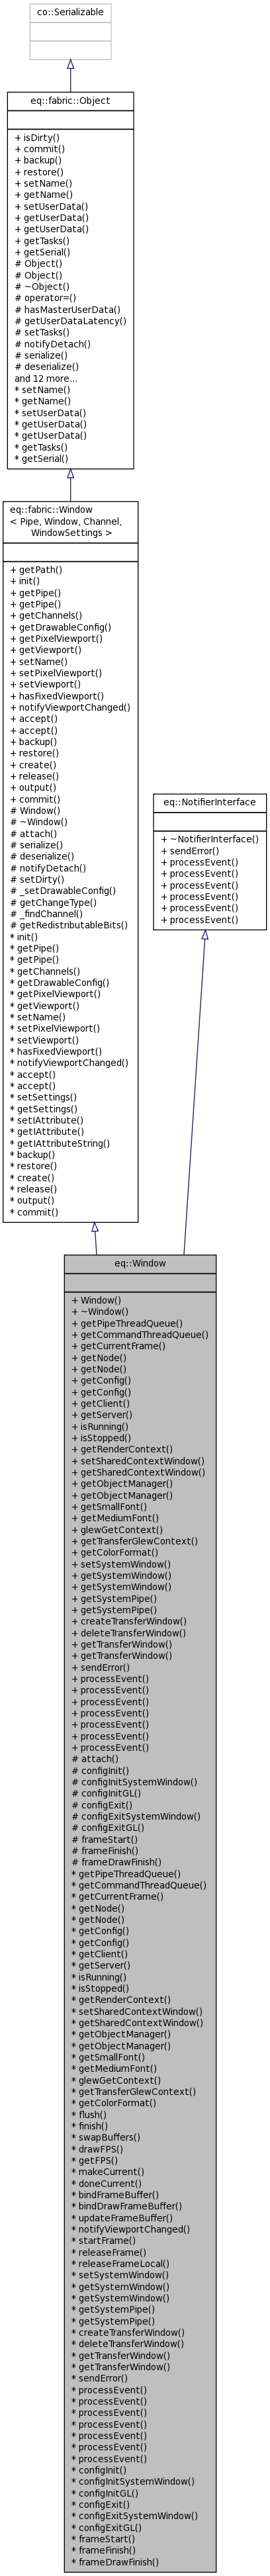 co::Serializable
eq::fabric::Object
+ isDirty()
+ commit()
+ backup()
+ restore()
+ setName()
+ getName()
+ setUserData()
+ getUserData()
+ getUserData()
+ getTasks()
+ getSerial()
# Object()
# Object()
# ~Object()
# operator=()
# hasMasterUserData()
# getUserDataLatency()
# setTasks()
# notifyDetach()
# serialize()
# deserialize()
and 12 more...
* setName()
* getName()
* setUserData()
* getUserData()
* getUserData()
* getTasks()
* getSerial()
eq::fabric::Window
< Pipe, Window, Channel,
WindowSettings >
+ getPath()
+ init()
+ getPipe()
+ getPipe()
+ getChannels()
+ getDrawableConfig()
+ getPixelViewport()
+ getViewport()
+ setName()
+ setPixelViewport()
+ setViewport()
+ hasFixedViewport()
+ notifyViewportChanged()
+ accept()
+ accept()
+ backup()
+ restore()
+ create()
+ release()
+ output()
+ commit()
# Window()
# ~Window()
# attach()
# serialize()
# deserialize()
# notifyDetach()
# setDirty()
# _setDrawableConfig()
# getChangeType()
# _findChannel()
# getRedistributableBits()
* init()
* getPipe()
* getPipe()
* getChannels()
* getDrawableConfig()
* getPixelViewport()
* getViewport()
* setName()
* setPixelViewport()
* setViewport()
* hasFixedViewport()
* notifyViewportChanged()
* accept()
* accept()
* setSettings()
* getSettings()
* setIAttribute()
* getIAttribute()
* getIAttributeString()
* backup()
* restore()
* create()
* release()
* output()
* commit()
eq::NotifierInterface
+ ~NotifierInterface()
+ sendError()
+ processEvent()
+ processEvent()
+ processEvent()
+ processEvent()
+ processEvent()
+ processEvent()
eq::Window
+ Window()
+ ~Window()
+ getPipeThreadQueue()
+ getCommandThreadQueue()
+ getCurrentFrame()
+ getNode()
+ getNode()
+ getConfig()
+ getConfig()
+ getClient()
+ getServer()
+ isRunning()
+ isStopped()
+ getRenderContext()
+ setSharedContextWindow()
+ getSharedContextWindow()
+ getObjectManager()
+ getObjectManager()
+ getSmallFont()
+ getMediumFont()
+ glewGetContext()
+ getTransferGlewContext()
+ getColorFormat()
+ setSystemWindow()
+ getSystemWindow()
+ getSystemWindow()
+ getSystemPipe()
+ getSystemPipe()
+ createTransferWindow()
+ deleteTransferWindow()
+ getTransferWindow()
+ getTransferWindow()
+ sendError()
+ processEvent()
+ processEvent()
+ processEvent()
+ processEvent()
+ processEvent()
+ processEvent()
+ processEvent()
# attach()
# configInit()
# configInitSystemWindow()
# configInitGL()
# configExit()
# configExitSystemWindow()
# configExitGL()
# frameStart()
# frameFinish()
# frameDrawFinish()
* getPipeThreadQueue()
* getCommandThreadQueue()
* getCurrentFrame()
* getNode()
* getNode()
* getConfig()
* getConfig()
* getClient()
* getServer()
* isRunning()
* isStopped()
* getRenderContext()
* setSharedContextWindow()
* getSharedContextWindow()
* getObjectManager()
* getObjectManager()
* getSmallFont()
* getMediumFont()
* glewGetContext()
* getTransferGlewContext()
* getColorFormat()
* flush()
* finish()
* swapBuffers()
* drawFPS()
* getFPS()
* makeCurrent()
* doneCurrent()
* bindFrameBuffer()
* bindDrawFrameBuffer()
* updateFrameBuffer()
* notifyViewportChanged()
* startFrame()
* releaseFrame()
* releaseFrameLocal()
* setSystemWindow()
* getSystemWindow()
* getSystemWindow()
* getSystemPipe()
* getSystemPipe()
* createTransferWindow()
* deleteTransferWindow()
* getTransferWindow()
* getTransferWindow()
* sendError()
* processEvent()
* processEvent()
* processEvent()
* processEvent()
* processEvent()
* processEvent()
* processEvent()
* configInit()
* configInitSystemWindow()
* configInitGL()
* configExit()
* configExitSystemWindow()
* configExitGL()
* frameStart()
* frameFinish()
* frameDrawFinish()